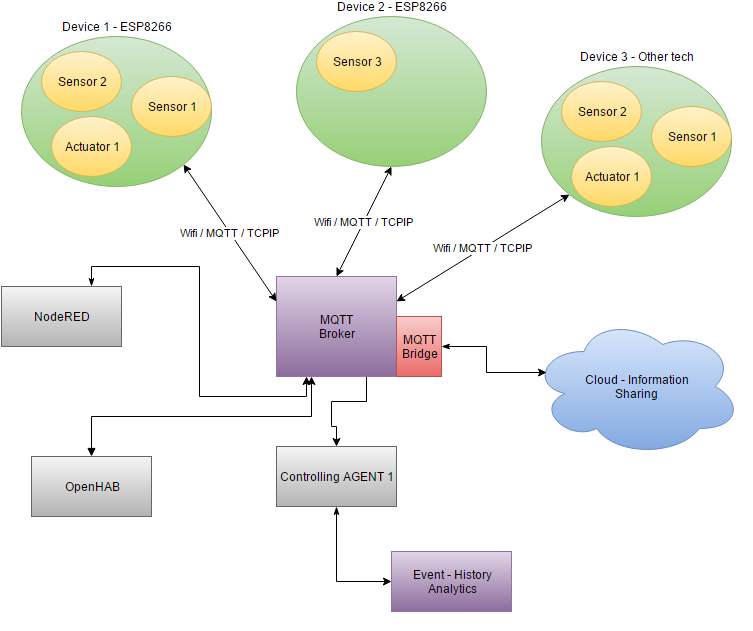 Device 1 - ESP8266
Device 2 - ESP8266
Device 3 - Other tech
Sensor 2
Sensor 1
Actuator 1
Sensor 3
Sensor 2
Sensor 1
Actuator 1
Wifi / MQTT / TCPIP
Wifi / MQTT / TCPIP
Wifi / MQTT / TCPIP
NodeRED
MQTT
Broker
MQTT
Bridge
Cloud - Information
Sharing
OpenHAB
Controlling AGENT 1
Event - History
Analytics